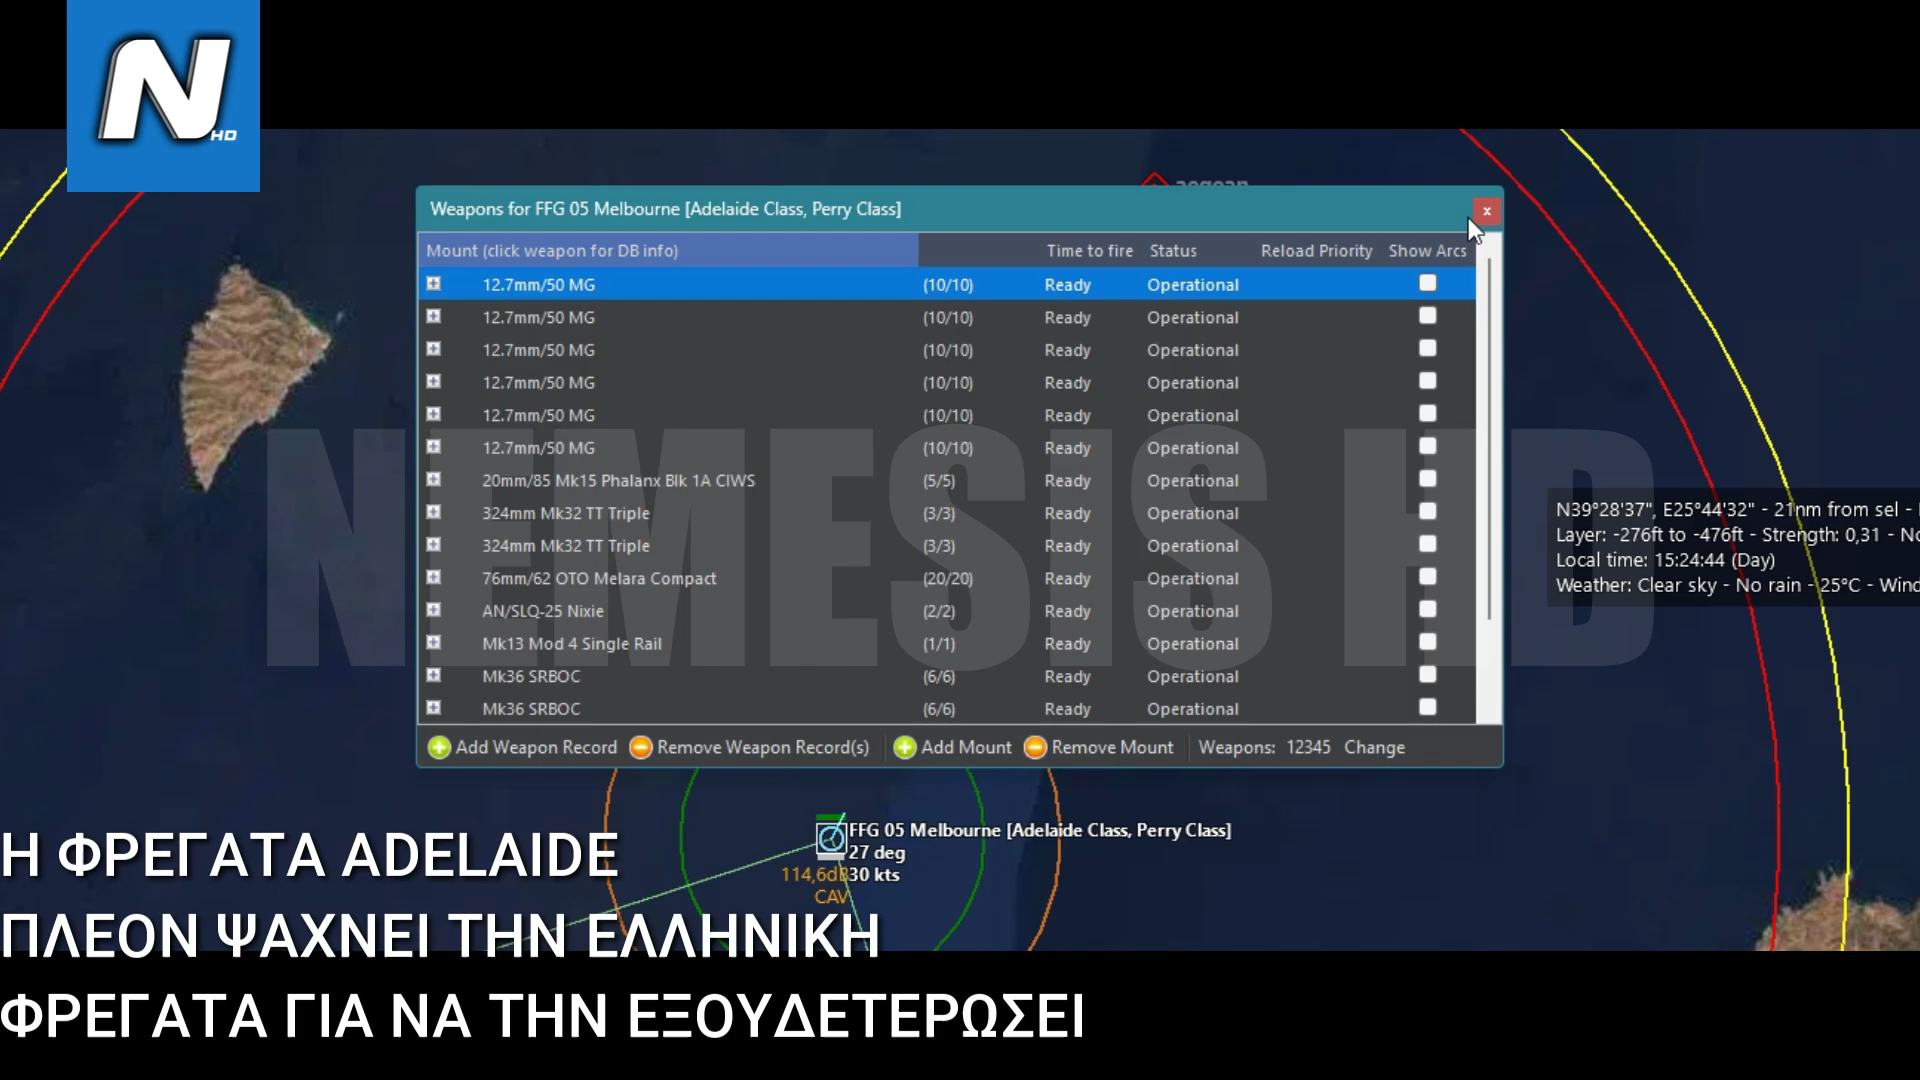 N HD
aegean
Weapons for FFG 05 Melbourne [Adelaide Class, Perry Class]
x
Mount (click weapon for DB info) Time to fire Status Reload Priority Show Arcs
12.7mm/50 MG (10/10) Ready Operational
12.7mm/50 MG (10/10) Ready Operational
12.7mm/50 MG (10/10) Ready Operational
12.7mm/50 MG (10/10) Ready Operational
12.7mm/50 MG (10/10) Ready Operational
12.7mm/50 MG (10/10) Ready Operational
20mm/85 Mk15 Phalanx Blk 1A CIWS (5/5) Ready Operational
324mm Mk32 TT Triple (3/3) Ready Operational
324mm Mk32 TT Triple (3/3) Ready Operational
76mm/62 OTO Melara Compact (20/20) Ready Operational
AN/SLQ-25 Nixie (2/2) Ready Operational
Mk13 Mod 4 Single Rail (1/1) Ready Operational
Mk36 SRBOC (6/6) Ready Operational
Mk36 SRBOC (6/6) Ready Operational
Add Weapon Record Remove Weapon Record(s) Add Mount Remove Mount Weapons: 12345 Change
NEMESIS HD
N39°28'37", E25°44'32" - 21nm from sel -
Layer: -276ft to -476ft - Strength: 0,31 -
Local time: 15:24:44 (Day)
Weather: Clear sky - No rain - 25°C - Wind
FFG 05 Melbourne [Adelaide Class, Perry Class]
27 deg
114,6dB 30 kts
CAV
Η ΦΡΕΓΑΤΑ ADELAIDE
ΠΛΕΟΝ ΨΑΧΝΕΙ ΤΗΝ ΕΛΛΗΝΙΚΗ
ΦΡΕΓΑΤΑ ΓΙΑ ΝΑ ΤΗΝ ΕΞΟΥΔΕΤΕΡΩΣΕΙ